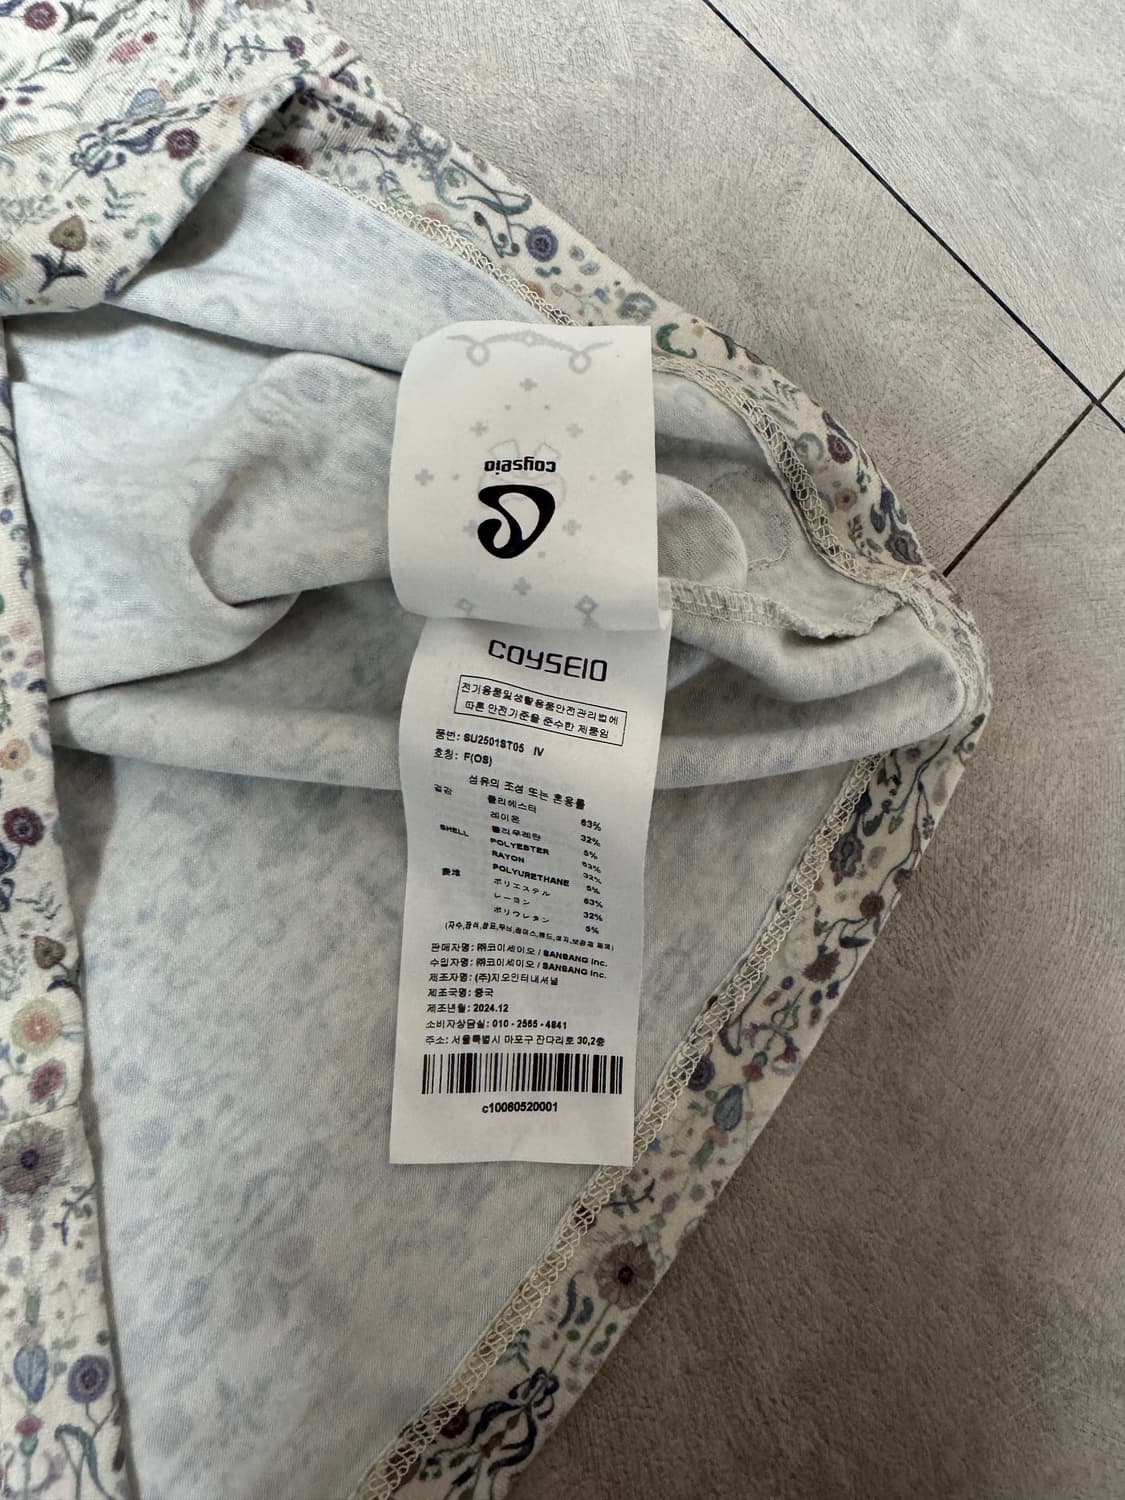 coyseio
COYSEIO
전기용품및생활용품안전관리법에
따른 안전기준을 준수한 제품임
품번: SU2501ST05 IV
호칭: F(OS)
섬유의 조성 또는 혼용률
겉감 폴리에스터 63%
레이온 32%
폴리우레탄 5%
SHELL POLYESTER 63%
RAYON 32%
POLYURETHANE 5%
表地 ポリエステル 63%
レーヨン 32%
ポリウレタン 5%
판매자명: ㈜코이세이오 / SANSANG Inc.
수입자명: ㈜코이세이오 / SANSANG Inc.
제조자명: (주)지오인터내셔널
제조국명: 중국
제조년월: 2024.12
소비자상담실: 010 - 2565 - 4841
주소: 서울특별시 마포구 잔다리로 30,2층
c10060520001